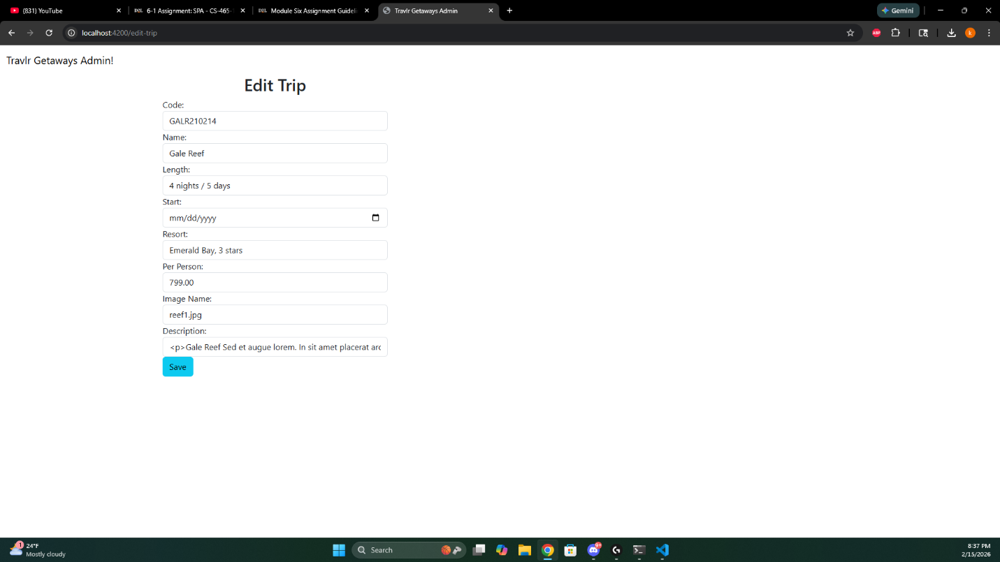 (831) YouTube
6-1 Assignment: SPA - CS-465-
Module Six Assignment Guideli
Travlr Getaways Admin
Gemini
localhost:4200/edit-trip
ABP
k
Travlr Getaways Admin!
Edit Trip
Code:
GALR210214
Name:
Gale Reef
Length:
4 nights / 5 days
Start:
mm/dd/yyyy
Resort:
Emerald Bay, 3 stars
Per Person:
799.00
Image Name:
reef1.jpg
Description:
<p>Gale Reef Sed et augue lorem. In sit amet placerat arc
Save
1
24°F
Mostly cloudy
Search
9+
8:37 PM
2/15/2026